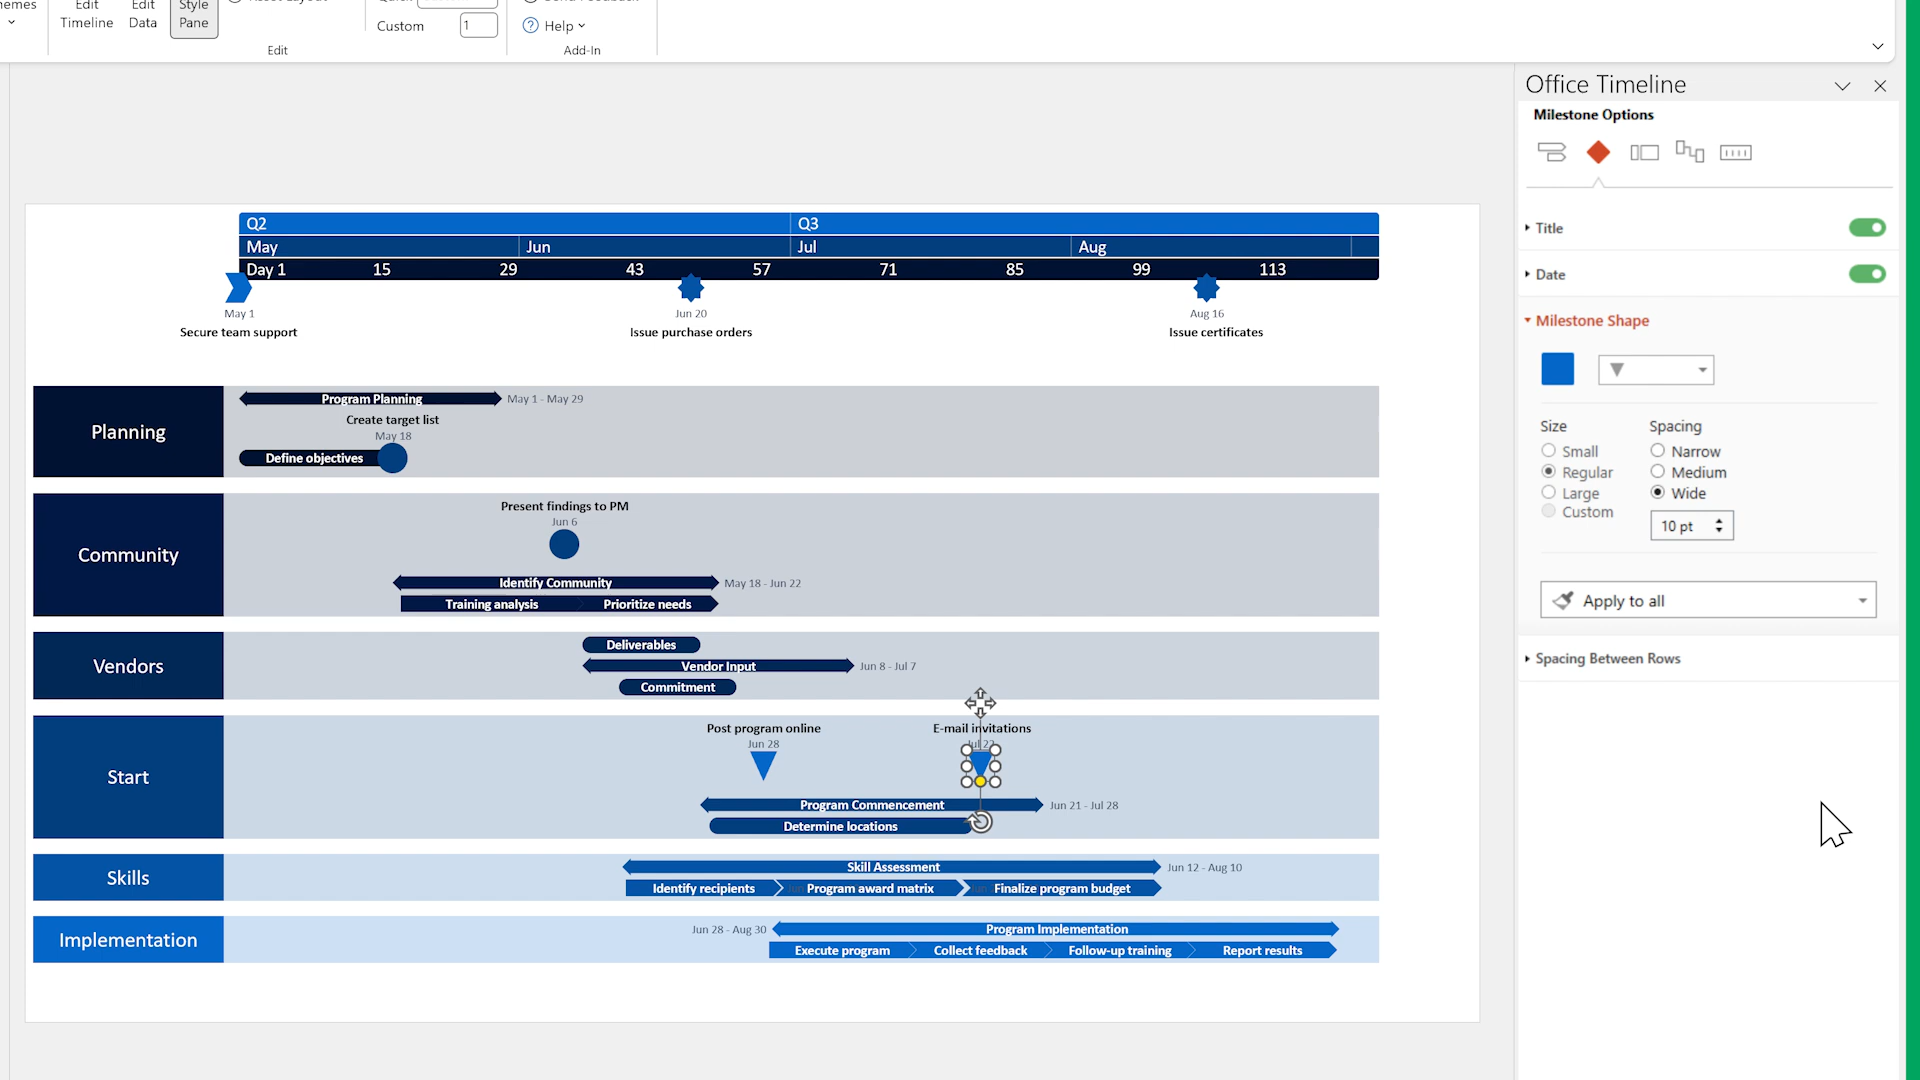 Edit
Timeline
Edit
Data
Style
Pane
Edit
Custom
1
Help
Add-In
Office Timeline
Milestone Options
Title
Date
Milestone Shape
Size
Spacing
Small
Narrow
Regular
Medium
Large
Wide
Custom
10 pt
Apply to all
Spacing Between Rows
Q2
Q3
May
Jun
Jul
Aug
Day 1
15
29
43
57
71
85
99
113
May 1
Secure team support
Jun 20
Issue purchase orders
Aug 16
Issue certificates
Planning
Program Planning
May 1 - May 29
Create target list
May 18
Define objectives
Community
Present findings to PM
Jun 6
Identify Community
May 18 - Jun 22
Training analysis
Prioritize needs
Vendors
Deliverables
Vendor Input
Jun 8 - Jul 7
Commitment
Start
Post program online
Jun 28
E-mail invitations
Program Commencement
Jun 21 - Jul 28
Determine locations
Skills
Skill Assessment
Jun 12 - Aug 10
Identify recipients
Program award matrix
Finalize program budget
Implementation
Jun 28 - Aug 30
Program Implementation
Execute program
Collect feedback
Follow-up training
Report results